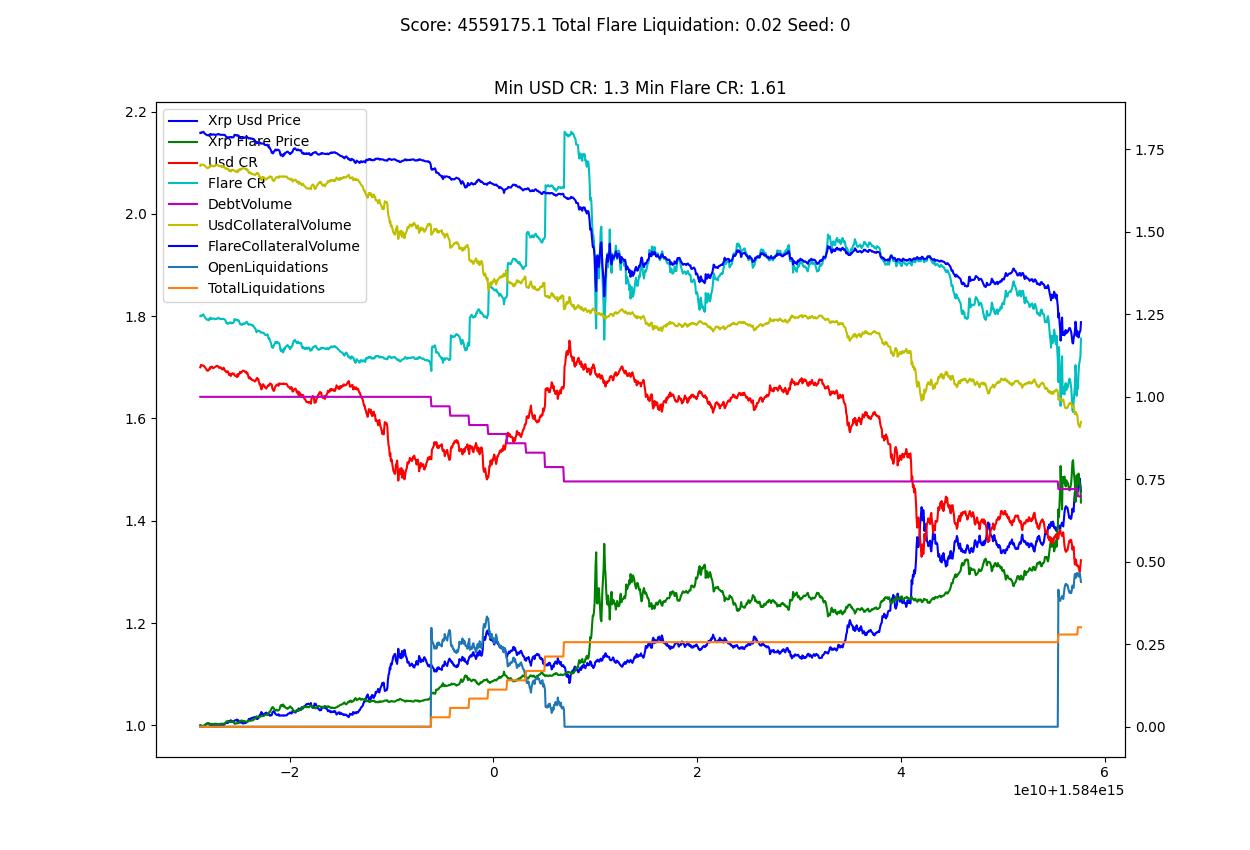 Score: 4559175.1 Total Flare Liquidation: 0.02 Seed: 0
Min USD CR: 1.3 Min Flare CR: 1.61
Xrp Usd Price
Xrp Flare Price
Usd CR
Flare CR
DebtVolume
UsdCollateralVolume
FlareCollateralVolume
OpenLiquidations
TotalLiquidations
2.2
2.0
1.8
1.6
1.4
1.2
1.0
1.75
1.50
1.25
1.00
0.75
0.50
0.25
0.00
−2
0
2
4
6
1e10+1.584e15